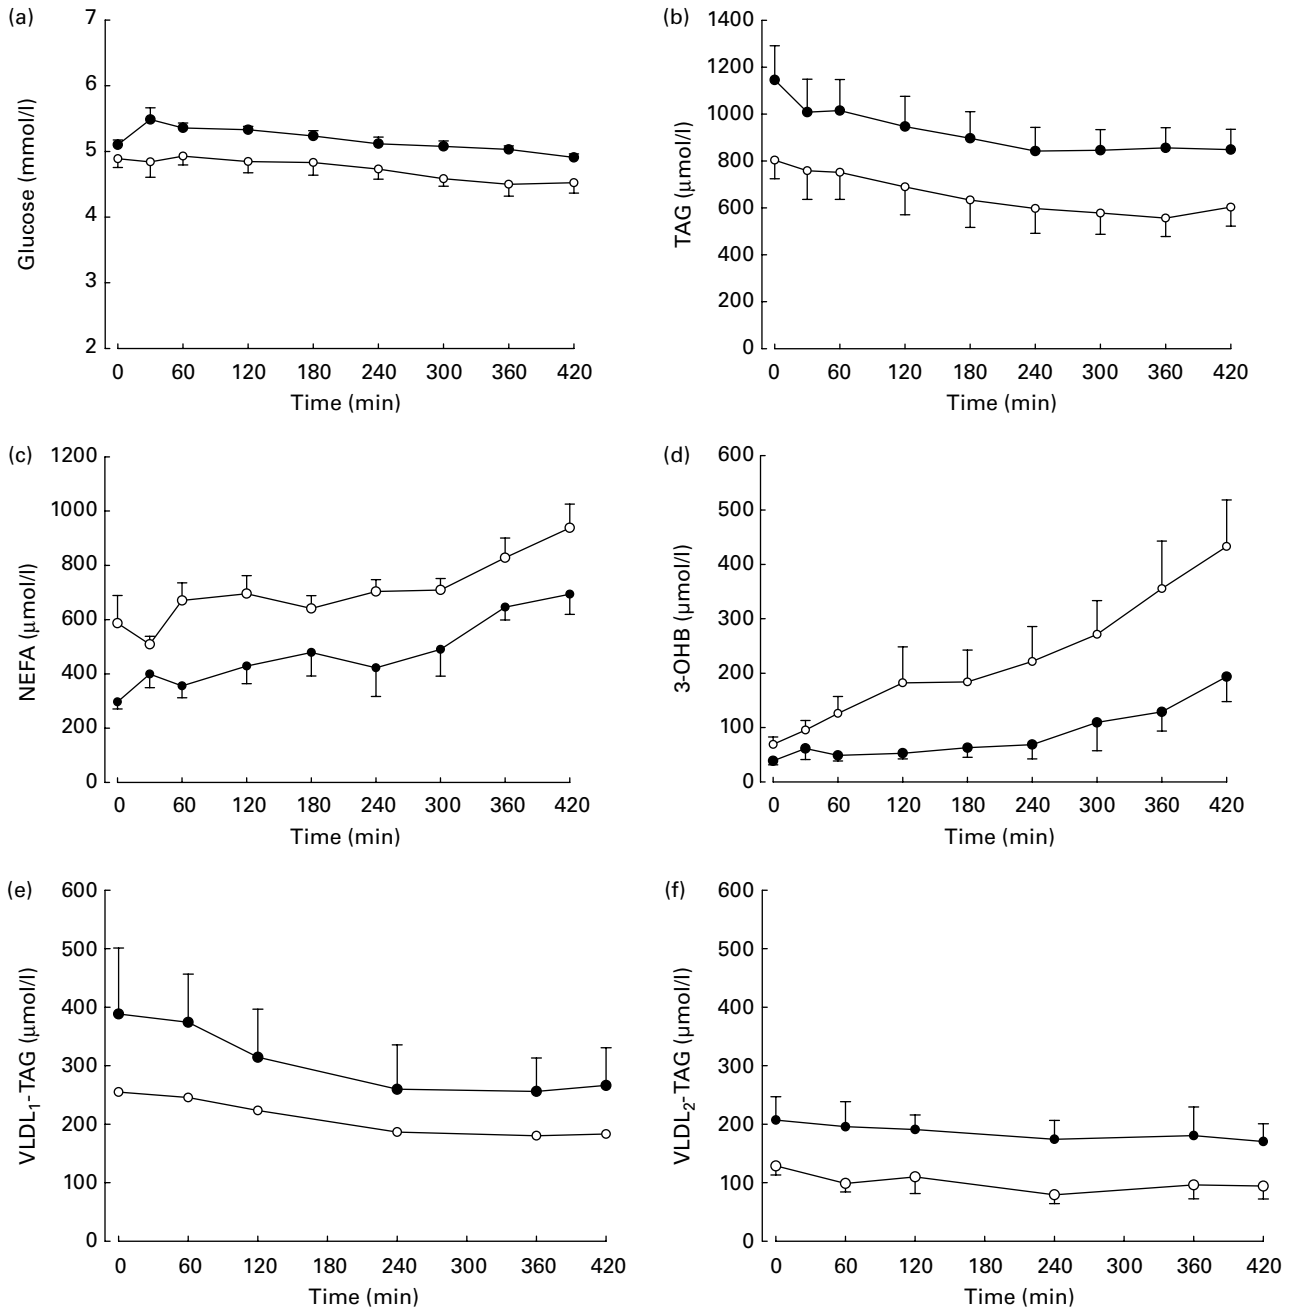 (a)
7
6
5
4
3
2
Glucose (mmol/l)
0 60 120 180 240 300 360 420
Time (min)
(b)
1400
1200
1000
800
600
400
200
0
TAG (μmol/l)
0 60 120 180 240 300 360 420
Time (min)
(c)
1200
1000
800
600
400
200
0
NEFA (μmol/l)
0 60 120 180 240 300 360 420
Time (min)
(d)
600
500
400
300
200
100
0
3-OHB (μmol/l)
0 60 120 180 240 300 360 420
Time (min)
(e)
600
500
400
300
200
100
0
VLDL₁-TAG (μmol/l)
0 60 120 180 240 300 360 420
Time (min)
(f)
600
500
400
300
200
100
0
VLDL₂-TAG (μmol/l)
0 60 120 180 240 300 360 420
Time (min)